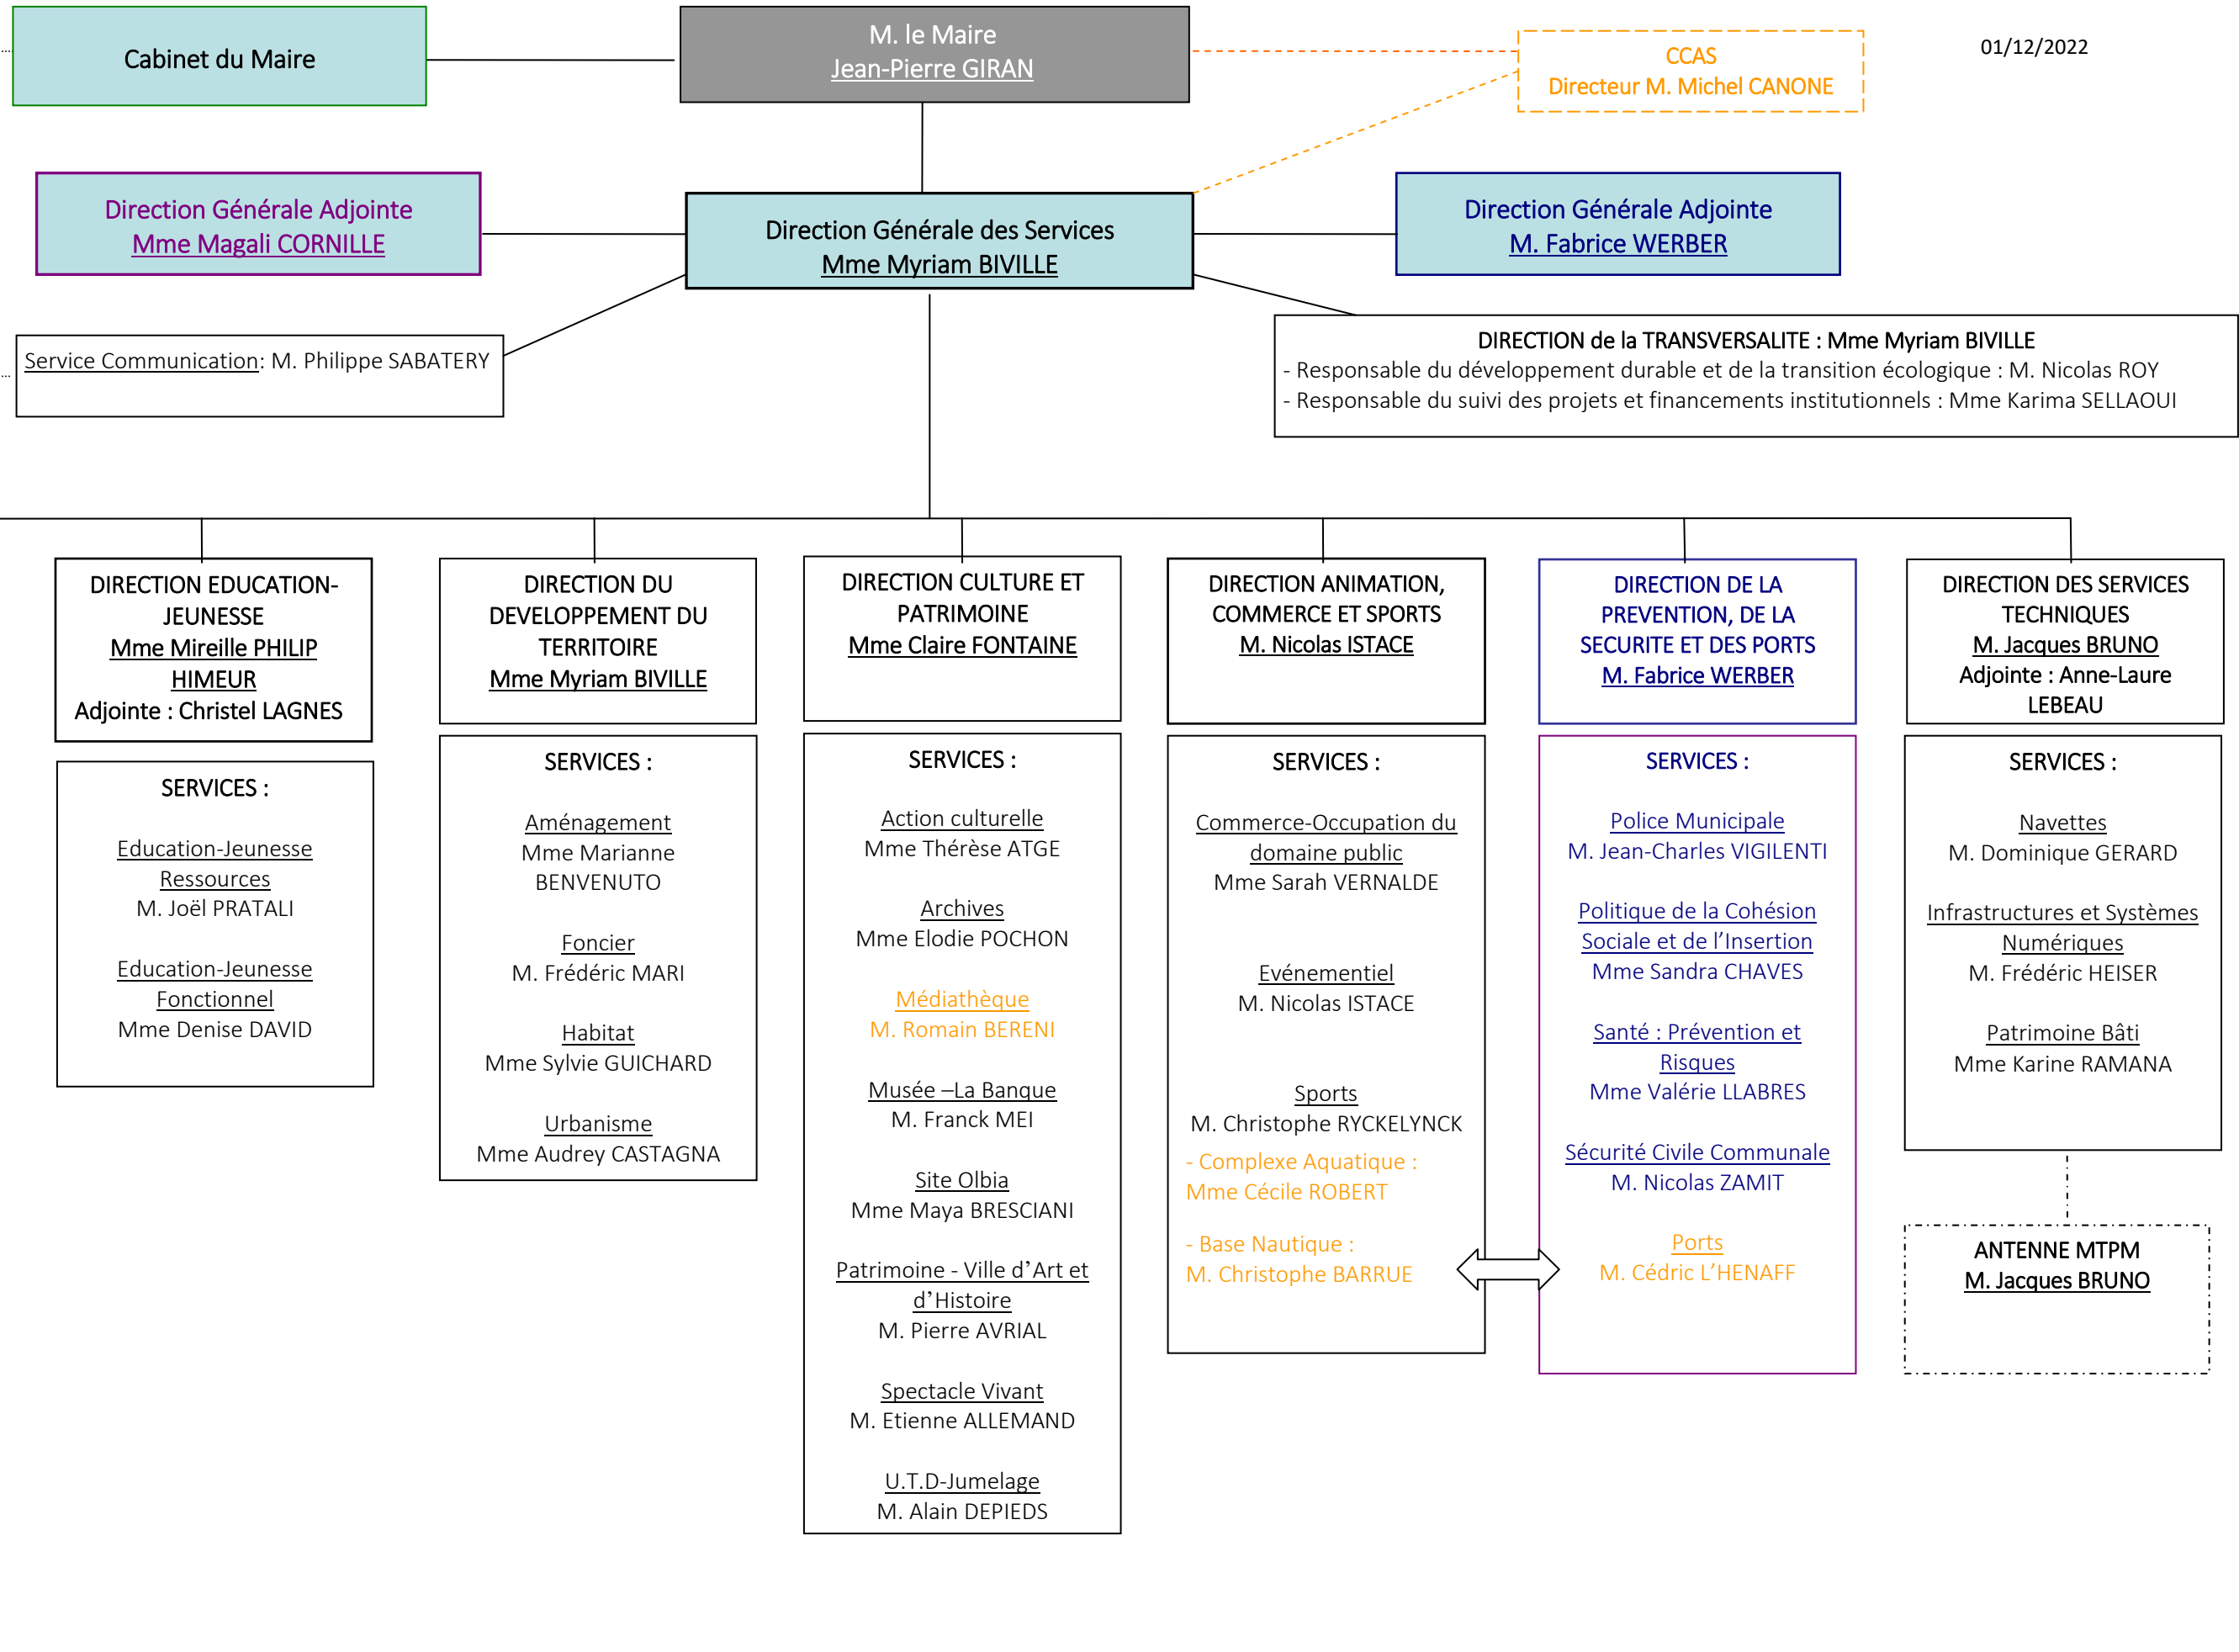 Cabinet du Maire
M. le Maire
Jean-Pierre GIRAN
CCAS
Directeur M. Michel CANONE
01/12/2022
Direction Générale Adjointe
Mme Magali CORNILLE
Direction Générale des Services
Mme Myriam BIVILLE
Direction Générale Adjointe
M. Fabrice WERBER
Service Communication: M. Philippe SABATERY
DIRECTION de la TRANSVERSALITE : Mme Myriam BIVILLE
- Responsable du développement durable et de la transition écologique : M. Nicolas ROY
- Responsable du suivi des projets et financements institutionnels : Mme Karima SELLAOUI
DIRECTION EDUCATION-
JEUNESSE
Mme Mireille PHILIP
HIMEUR
Adjointe : Christel LAGNES
SERVICES :
Education-Jeunesse
Ressources
M. Joël PRATALI
Education-Jeunesse
Fonctionnel
Mme Denise DAVID
DIRECTION DU
DEVELOPPEMENT DU
TERRITOIRE
Mme Myriam BIVILLE
SERVICES :
Aménagement
Mme Marianne
BENVENUTO
Foncier
M. Frédéric MARI
Habitat
Mme Sylvie GUICHARD
Urbanisme
Mme Audrey CASTAGNA
DIRECTION CULTURE ET
PATRIMOINE
Mme Claire FONTAINE
SERVICES :
Action culturelle
Mme Thérèse ATGE
Archives
Mme Elodie POCHON
Médiathèque
M. Romain BERENI
Musée –La Banque
M. Franck MEI
Site Olbia
Mme Maya BRESCIANI
Patrimoine - Ville d’Art et
d’Histoire
M. Pierre AVRIAL
Spectacle Vivant
M. Etienne ALLEMAND
U.T.D-Jumelage
M. Alain DEPIEDS
DIRECTION ANIMATION,
COMMERCE ET SPORTS
M. Nicolas ISTACE
SERVICES :
Commerce-Occupation du
domaine public
Mme Sarah VERNALDE
Evénementiel
M. Nicolas ISTACE
Sports
M. Christophe RYCKELYNCK
- Complexe Aquatique :
Mme Cécile ROBERT
- Base Nautique :
M. Christophe BARRUE
DIRECTION DE LA
PREVENTION, DE LA
SECURITE ET DES PORTS
M. Fabrice WERBER
SERVICES :
Police Municipale
M. Jean-Charles VIGILENTI
Politique de la Cohésion
Sociale et de l’Insertion
Mme Sandra CHAVES
Santé : Prévention et
Risques
Mme Valérie LLABRES
Sécurité Civile Communale
M. Nicolas ZAMIT
Ports
M. Cédric L’HENAFF
DIRECTION DES SERVICES
TECHNIQUES
M. Jacques BRUNO
Adjointe : Anne-Laure
LEBEAU
SERVICES :
Navettes
M. Dominique GERARD
Infrastructures et Systèmes
Numériques
M. Frédéric HEISER
Patrimoine Bâti
Mme Karine RAMANA
ANTENNE MTPM
M. Jacques BRUNO